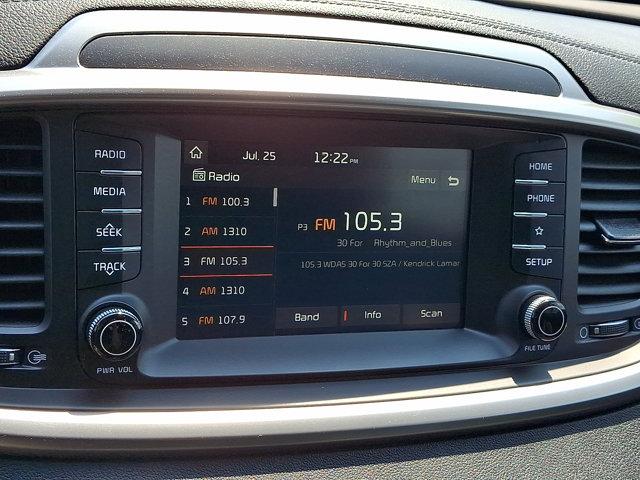 RADIO
MEDIA
SEEK
TRACK
PWR VOL
Jul. 25 12:22 PM
Radio
Menu
1 FM 100.3
2 AM 1310
3 FM 105.3
4 AM 1310
5 FM 107.9
P3 FM 105.3
30 For Rhythm_and_Blues
105.3 WDAS 30 For 30 SZA / Kendrick Lamar
Band Info Scan
HOME
PHONE
SETUP
FILE TUNE